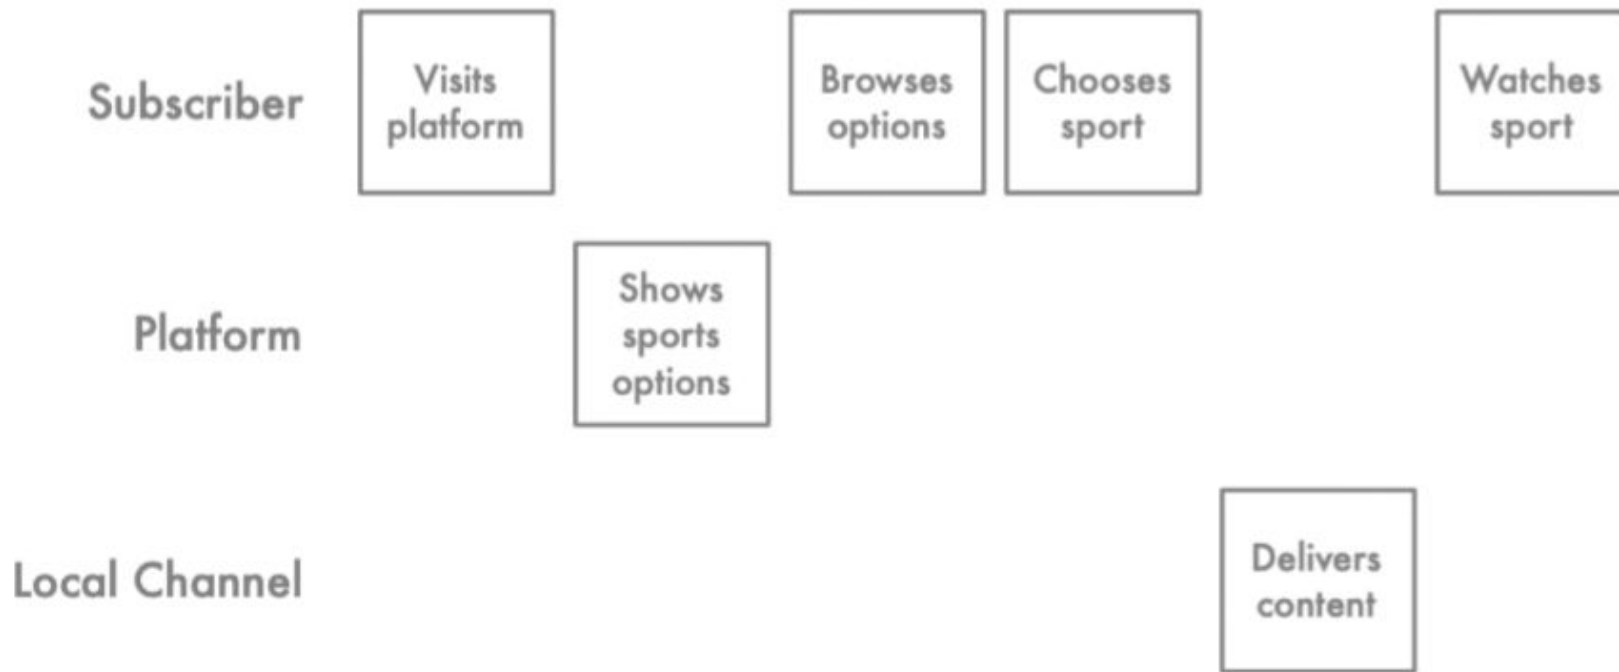 Subscriber
Visits
platform
Browses
options
Chooses
sport
Watches
sport
Platform
Shows
sports
options
Local Channel
Delivers
content